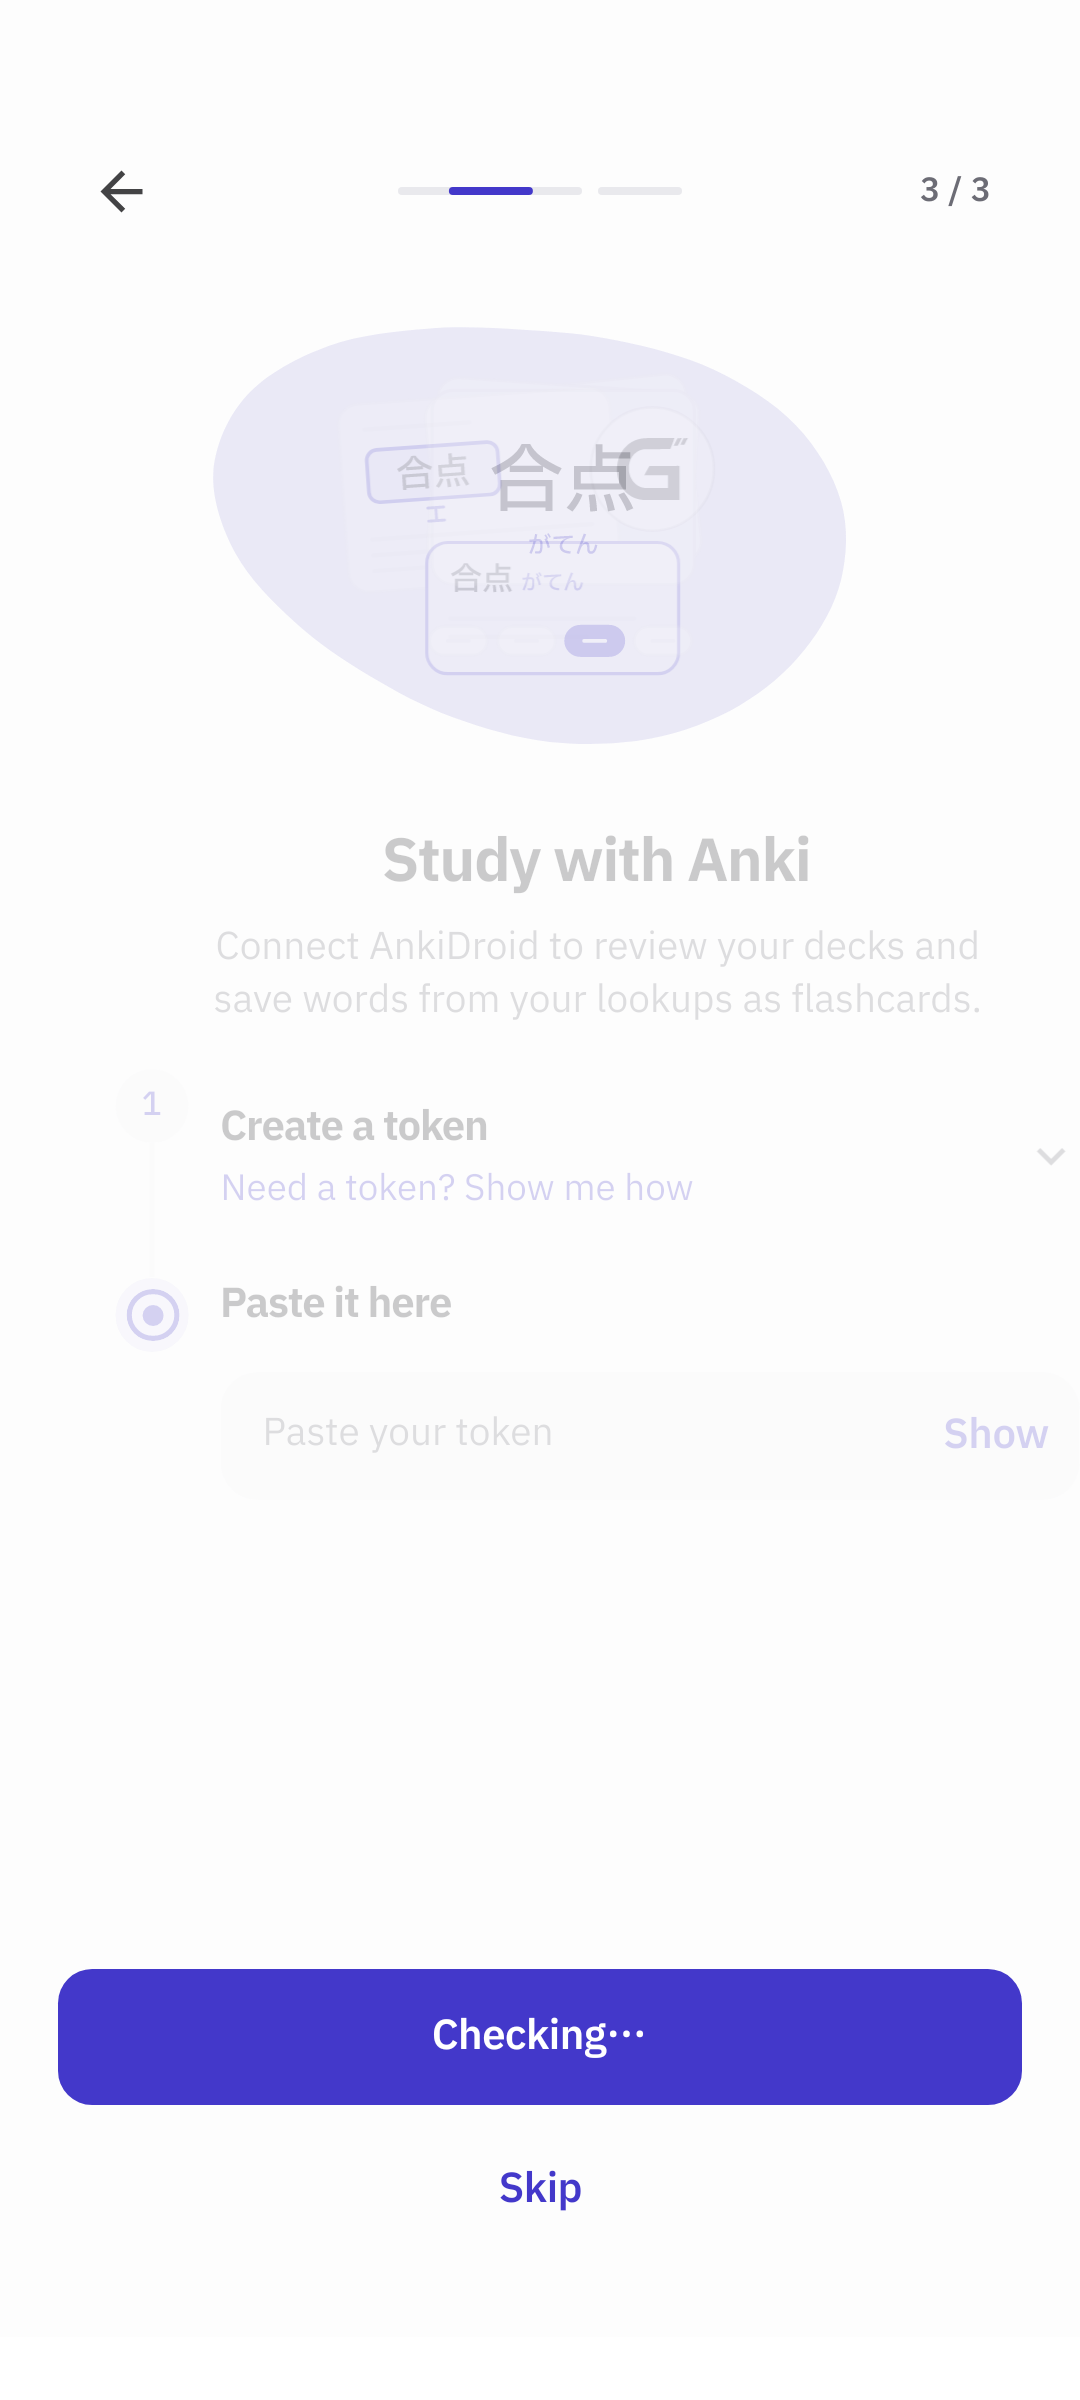 3 / 3
合点
合点
G
がてん
合点 がてん
Study with Anki
Connect AnkiDroid to review your decks and
save words from your lookups as flashcards.
1
Create a token
Need a token? Show me how
Paste it here
Paste your token
Show
Checking…
Skip